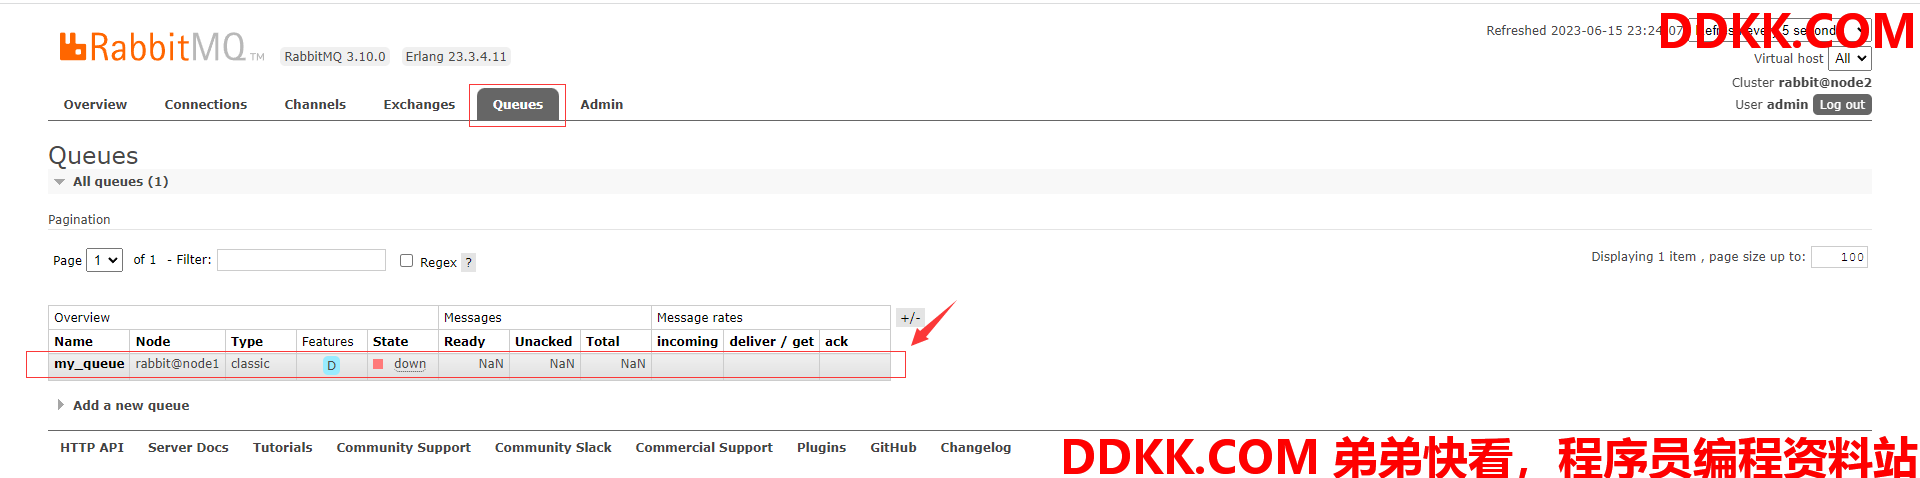 RabbitMQ TM RabbitMQ 3.10.0 Erlang 23.3.4.11
Refreshed 2023-06-15 23:24:07
DDKK.COM
Virtual host All
Cluster rabbit@node2
User admin Log out
Overview Connections Channels Exchanges Queues Admin
Queues
All queues (1)
Pagination
Page 1 of 1 - Filter: Regex ?
Displaying 1 item , page size up to: 100
Overview Messages Message rates +/-
Name Node Type Features State Ready Unacked Total incoming deliver / get ack
my_queue rabbit@node1 classic D down NaN NaN NaN
Add a new queue
HTTP API Server Docs Tutorials Community Support Community Slack Commercial Support Plugins GitHub Changelog
DDKK.COM 弟弟快看，程序员编程资料站